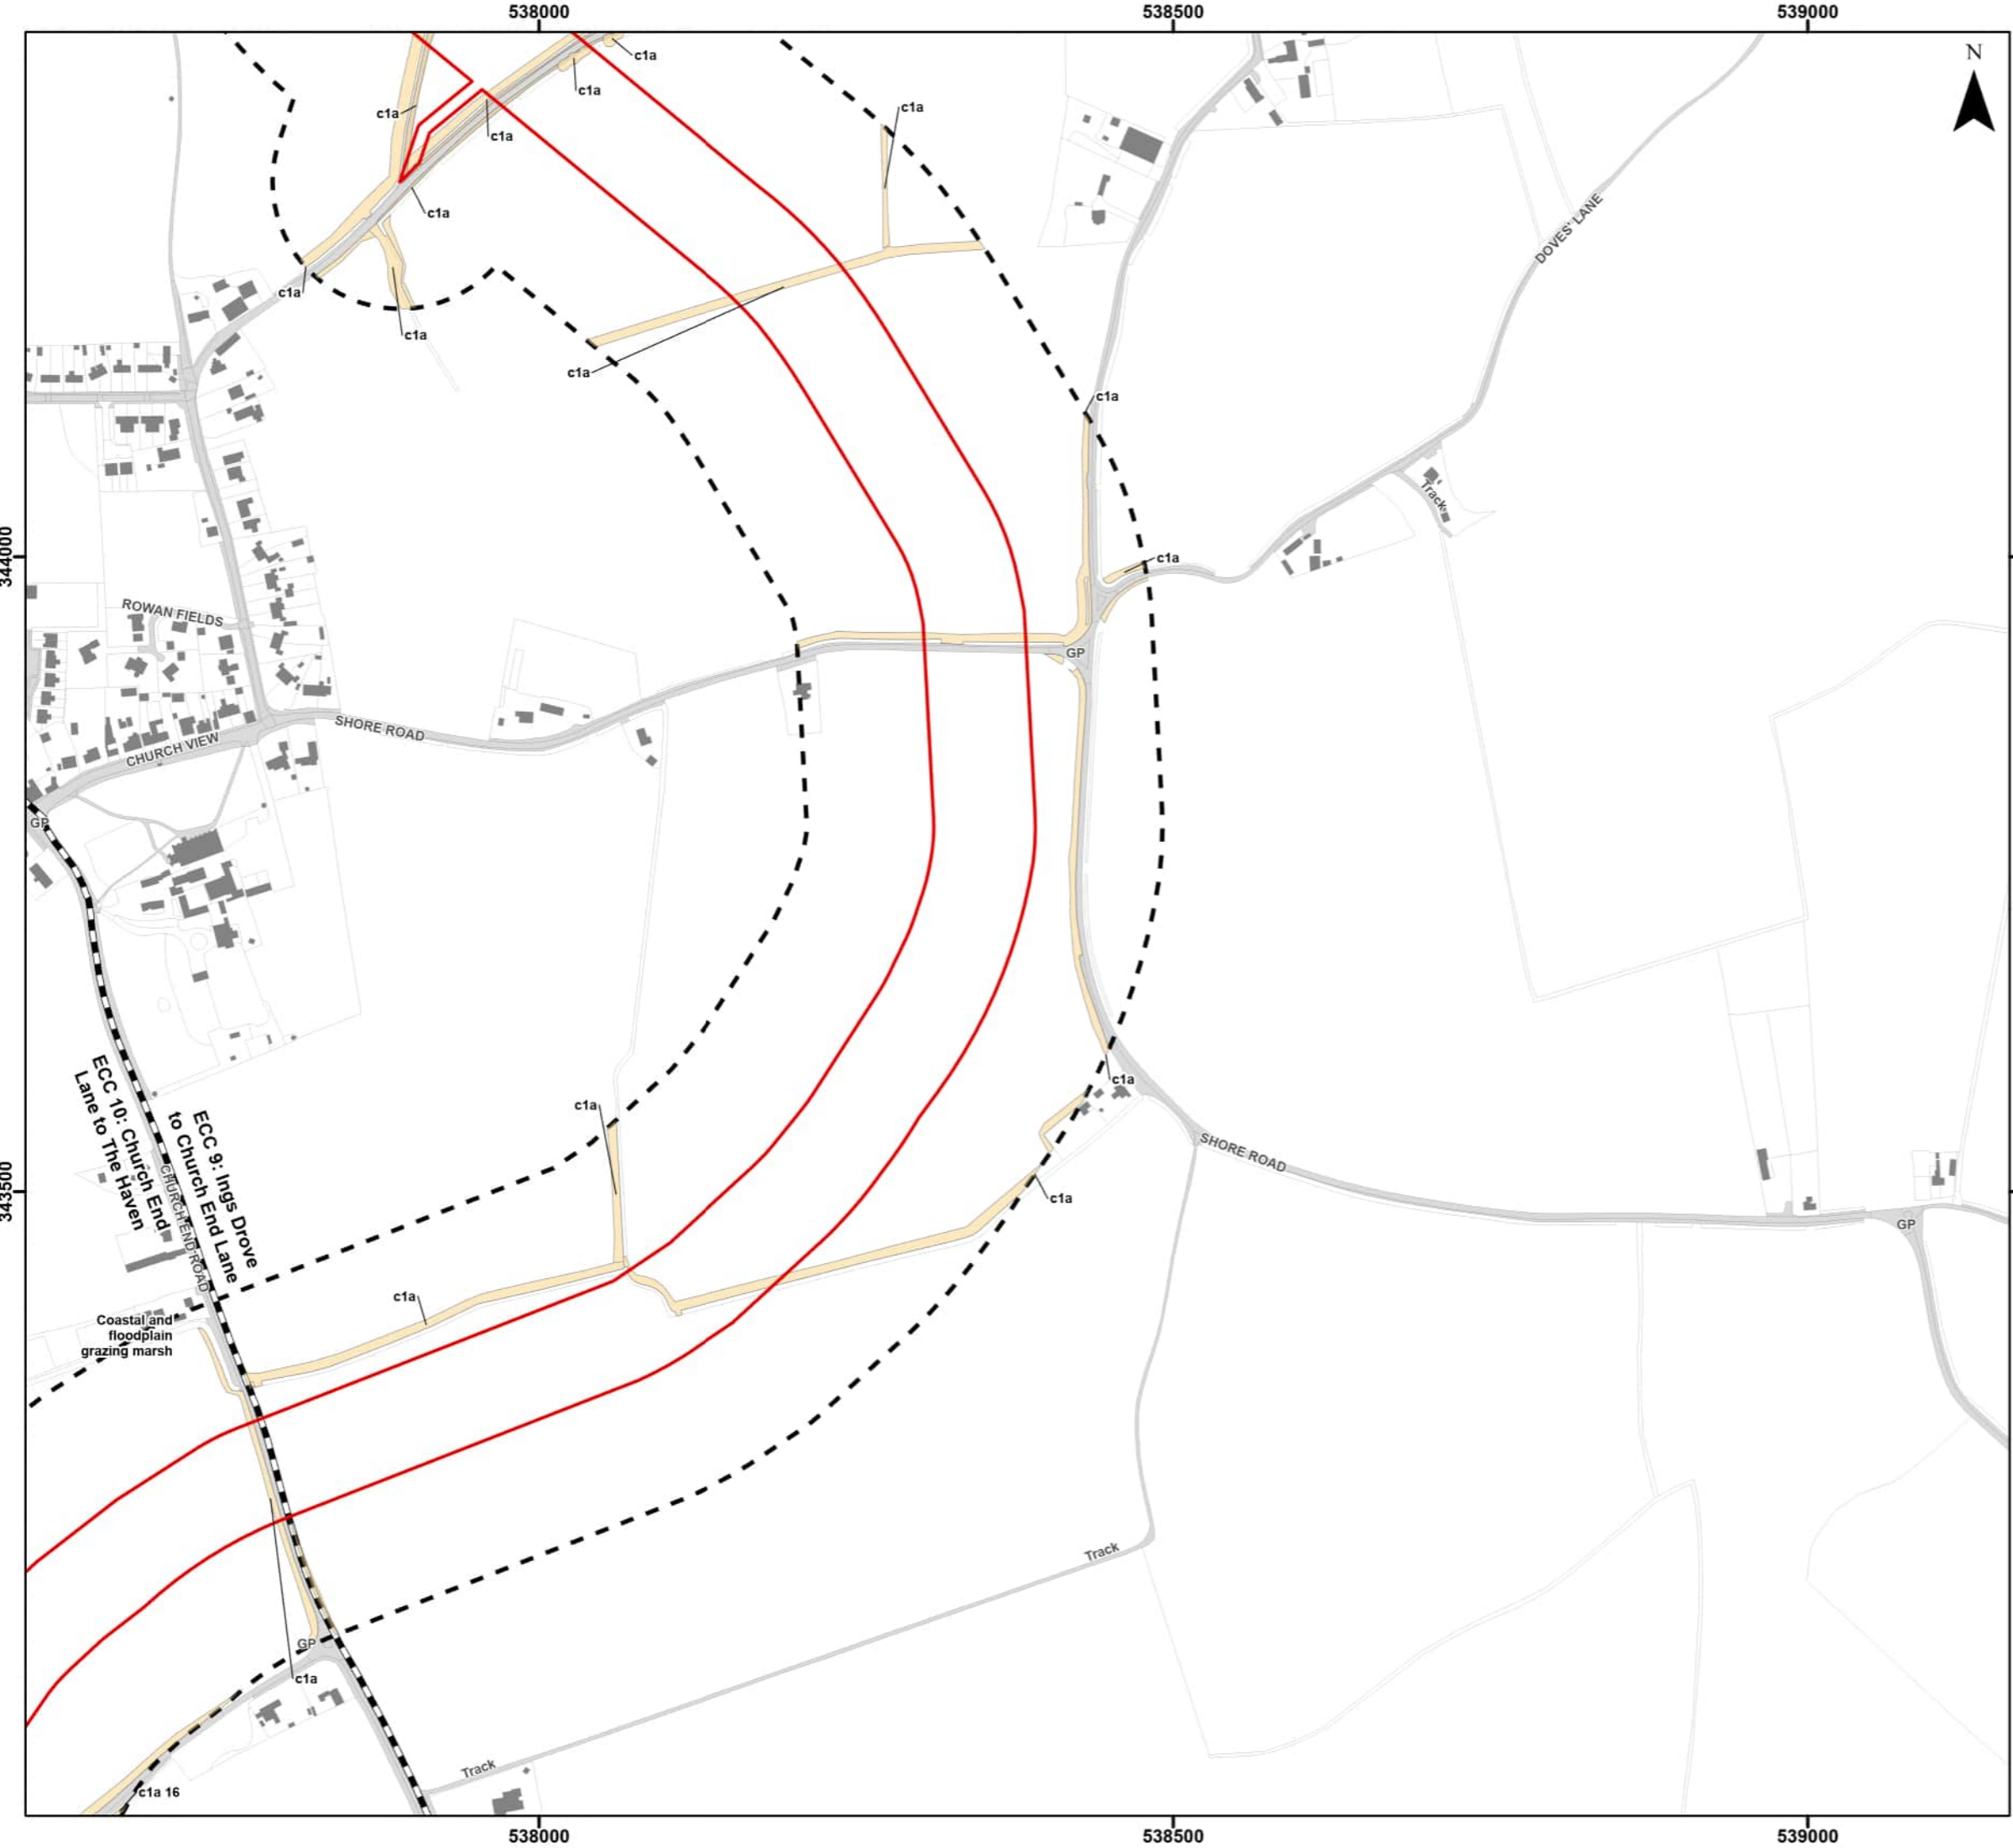 538000
538500
539000
N
c1a
c1a
c1a
c1a
c1a
c1a
DOVES' LANE
c1a
c1a
c1a
c1a
Track
344000
c1a
ROWAN FIELDS
GP
SHORE ROAD
CHURCH VIEW
GP
ECC 10: Church End
Lane to The Haven
ECC 9: Ings Drove
to Church End Lane
CHURCH END ROAD
c1a
c1a
SHORE ROAD
343500
c1a
GP
c1a
Coastal and
floodplain
grazing marsh
Track
GP
c1a
Track
c1a 16
538000
538500
539000